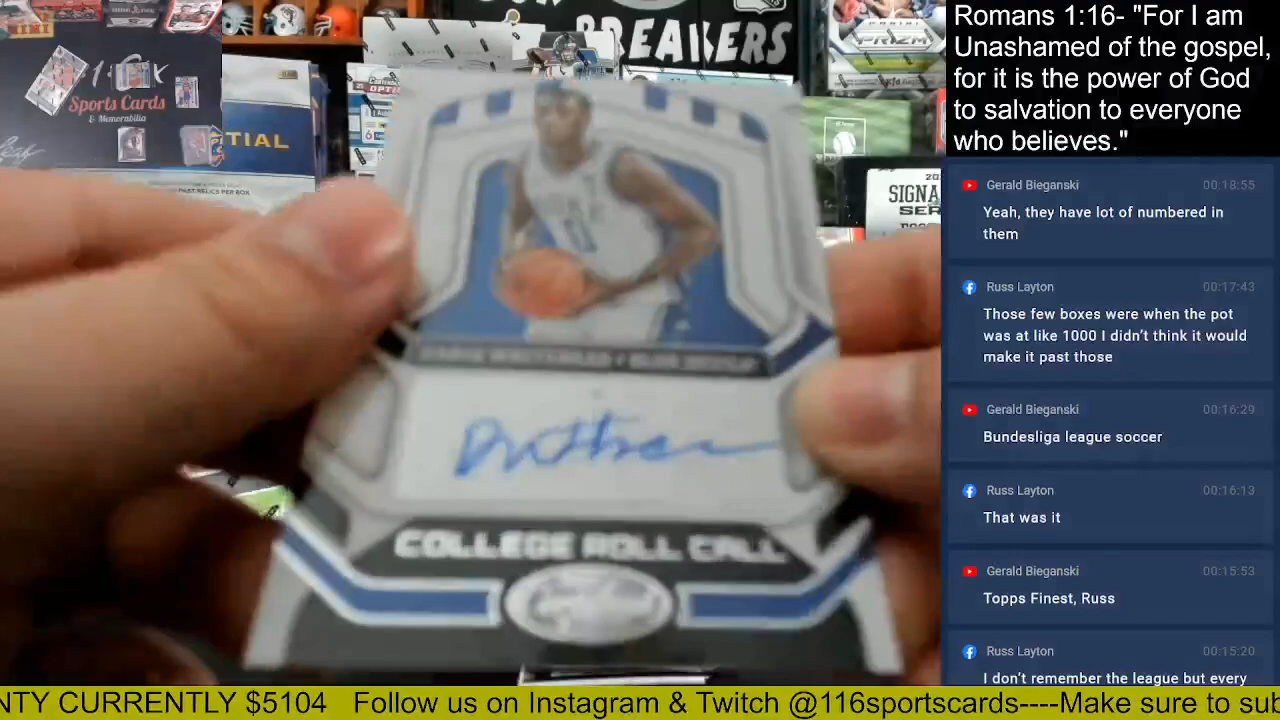 BREAKERS
MINI
Sports Cards
& Memorabilia
TIAL
PAST RELICS PER BOX
PRIZM
SIGNA
SER
COLLEGE ROLL CALL
Romans 1:16- "For I am
Unashamed of the gospel,
for it is the power of God
to salvation to everyone
who believes."
Gerald Bieganski 00:18:55
Yeah, they have lot of numbered in
them
Russ Layton 00:17:43
Those few boxes were when the pot
was at like 1000 I didn't think it would
make it past those
Gerald Bieganski 00:16:29
Bundesliga league soccer
Russ Layton 00:16:13
That was it
Gerald Bieganski 00:15:53
Topps Finest, Russ
Russ Layton 00:15:20
I don't remember the league but every
NTY CURRENTLY $5104 Follow us on Instagram & Twitch @116sportscards----Make sure to sub